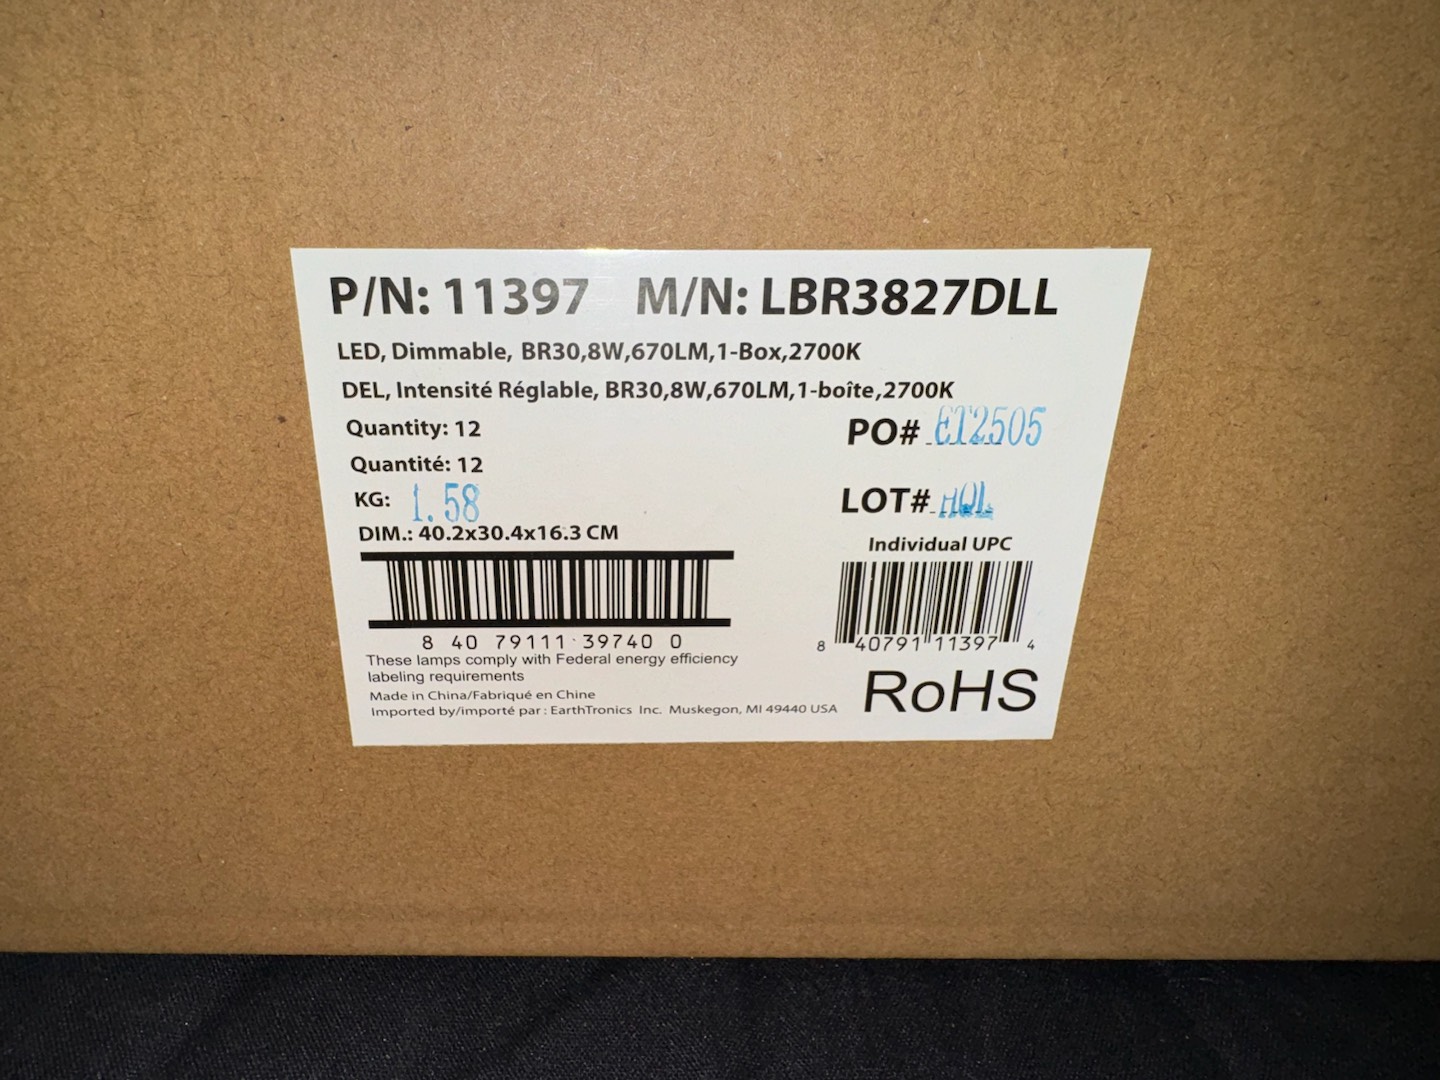 P/N: 11397 M/N: LBR3827DLL
LED, Dimmable, BR30,8W,670LM,1-Box,2700K
DEL, Intensité Réglable, BR30,8W,670LM,1-boîte,2700K
Quantity: 12
PO# ET2505
Quantité: 12
KG: 1.58
LOT#
DIM.: 40.2x30.4x16.3 CM
Individual UPC
8 40 79111 39740 0
8 40791 11397 4
These lamps comply with Federal energy efficiency
labeling requirements
Made in China/Fabriqué en Chine
Imported by/importé par : EarthTronics Inc. Muskegon, MI 49440 USA
RoHS